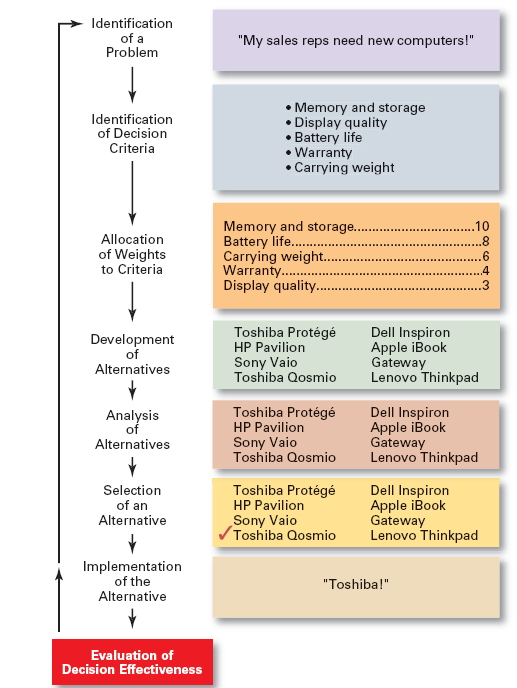 Identification
of a
Problem
"My sales reps need new computers!"
Identification
of Decision
Criteria
• Memory and storage
• Display quality
• Battery life
• Warranty
• Carrying weight
Allocation
of Weights
to Criteria
Memory and storage..................................10
Battery life......................................................8
Carrying weight.............................................6
Warranty.........................................................4
Display quality...............................................3
Development
of
Alternatives
Toshiba Protégé Dell Inspiron
HP Pavilion Apple iBook
Sony Vaio Gateway
Toshiba Qosmio Lenovo Thinkpad
Analysis
of
Alternatives
Toshiba Protégé Dell Inspiron
HP Pavilion Apple iBook
Sony Vaio Gateway
Toshiba Qosmio Lenovo Thinkpad
Selection
of an
Alternative
Toshiba Protégé Dell Inspiron
HP Pavilion Apple iBook
Sony Vaio Gateway
✓Toshiba Qosmio Lenovo Thinkpad
Implementation
of the
Alternative
"Toshiba!"
Evaluation of
Decision Effectiveness